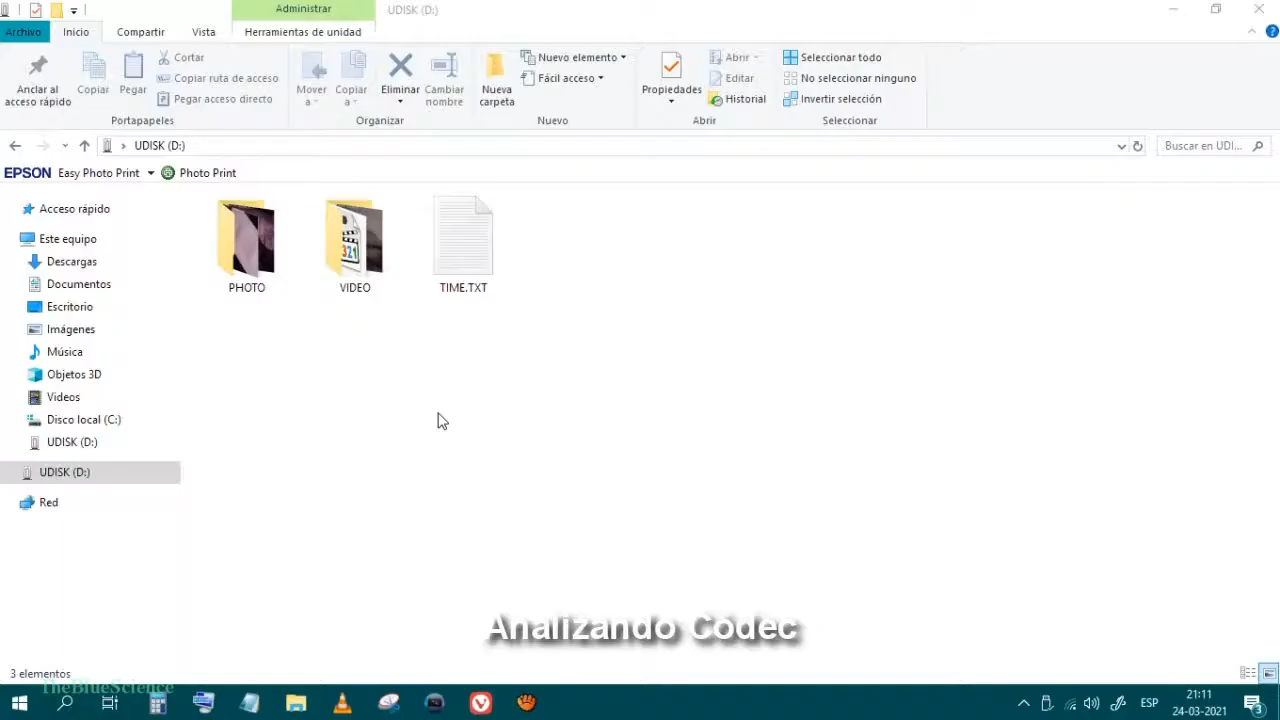 Administrar
UDISK (D:)
Archivo
Inicio
Compartir
Vista
Herramientas de unidad
Anclar al
acceso rápido
Copiar
Pegar
Cortar
Copiar ruta de acceso
Pegar acceso directo
Portapapeles
Mover
a
Copiar
a
Eliminar
Cambiar
nombre
Organizar
Nueva
carpeta
Nuevo elemento
Fácil acceso
Nuevo
Propiedades
Abrir
Editar
Historial
Abrir
Seleccionar todo
No seleccionar ninguno
Invertir selección
Seleccionar
UDISK (D:)
Buscar en UDI...
EPSON Easy Photo Print
Photo Print
Acceso rápido
Este equipo
Descargas
Documentos
Escritorio
Imágenes
Música
Objetos 3D
Videos
Disco local (C:)
UDISK (D:)
UDISK (D:)
Red
321
PHOTO
VIDEO
TIME.TXT
Analizando Codec
3 elementos
TheBlueScience
ESP
21:11
24-03-2021
3